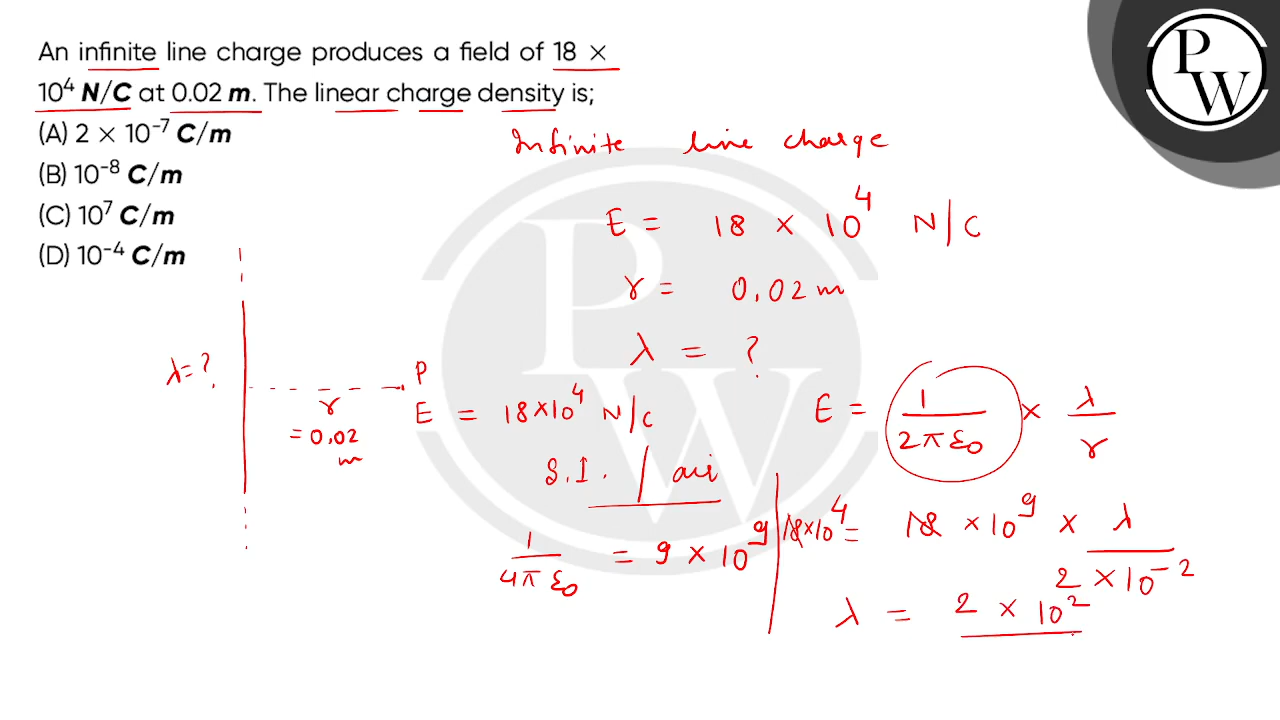 An infinite line charge produces a field of 18 ×
10⁴ N/C at 0.02 m. The linear charge density is;
(A) 2 × 10⁻⁷ C/m
(B) 10⁻⁸ C/m
(C) 10⁷ C/m
(D) 10⁻⁴ C/m
PW
Infinite line charge
E = 18 × 10⁴ N/C
r = 0.02 m
λ = ?
λ = ?
P
r
= 0.02
m
E = 18×10⁴ N/C
E = 1/(2πε₀) × λ/r
S.I. / air
1/(4πε₀) = 9 × 10⁹
18×10⁴ = 18 × 10⁹ × λ/(2 × 10⁻²)
λ = 2 × 10²